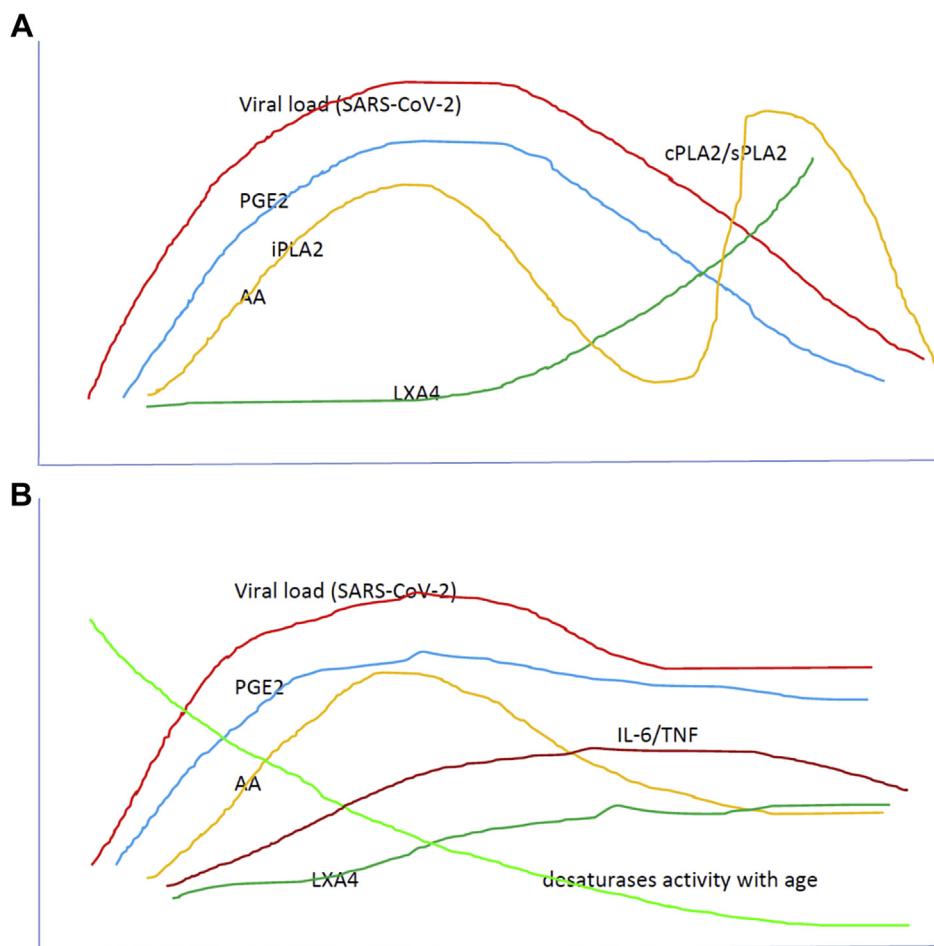 A
Viral load (SARS-CoV-2)
cPLA2/sPLA2
PGE2
iPLA2
AA
LXA4
B
Viral load (SARS-CoV-2)
PGE2
IL-6/TNF
AA
LXA4
desaturases activity with age